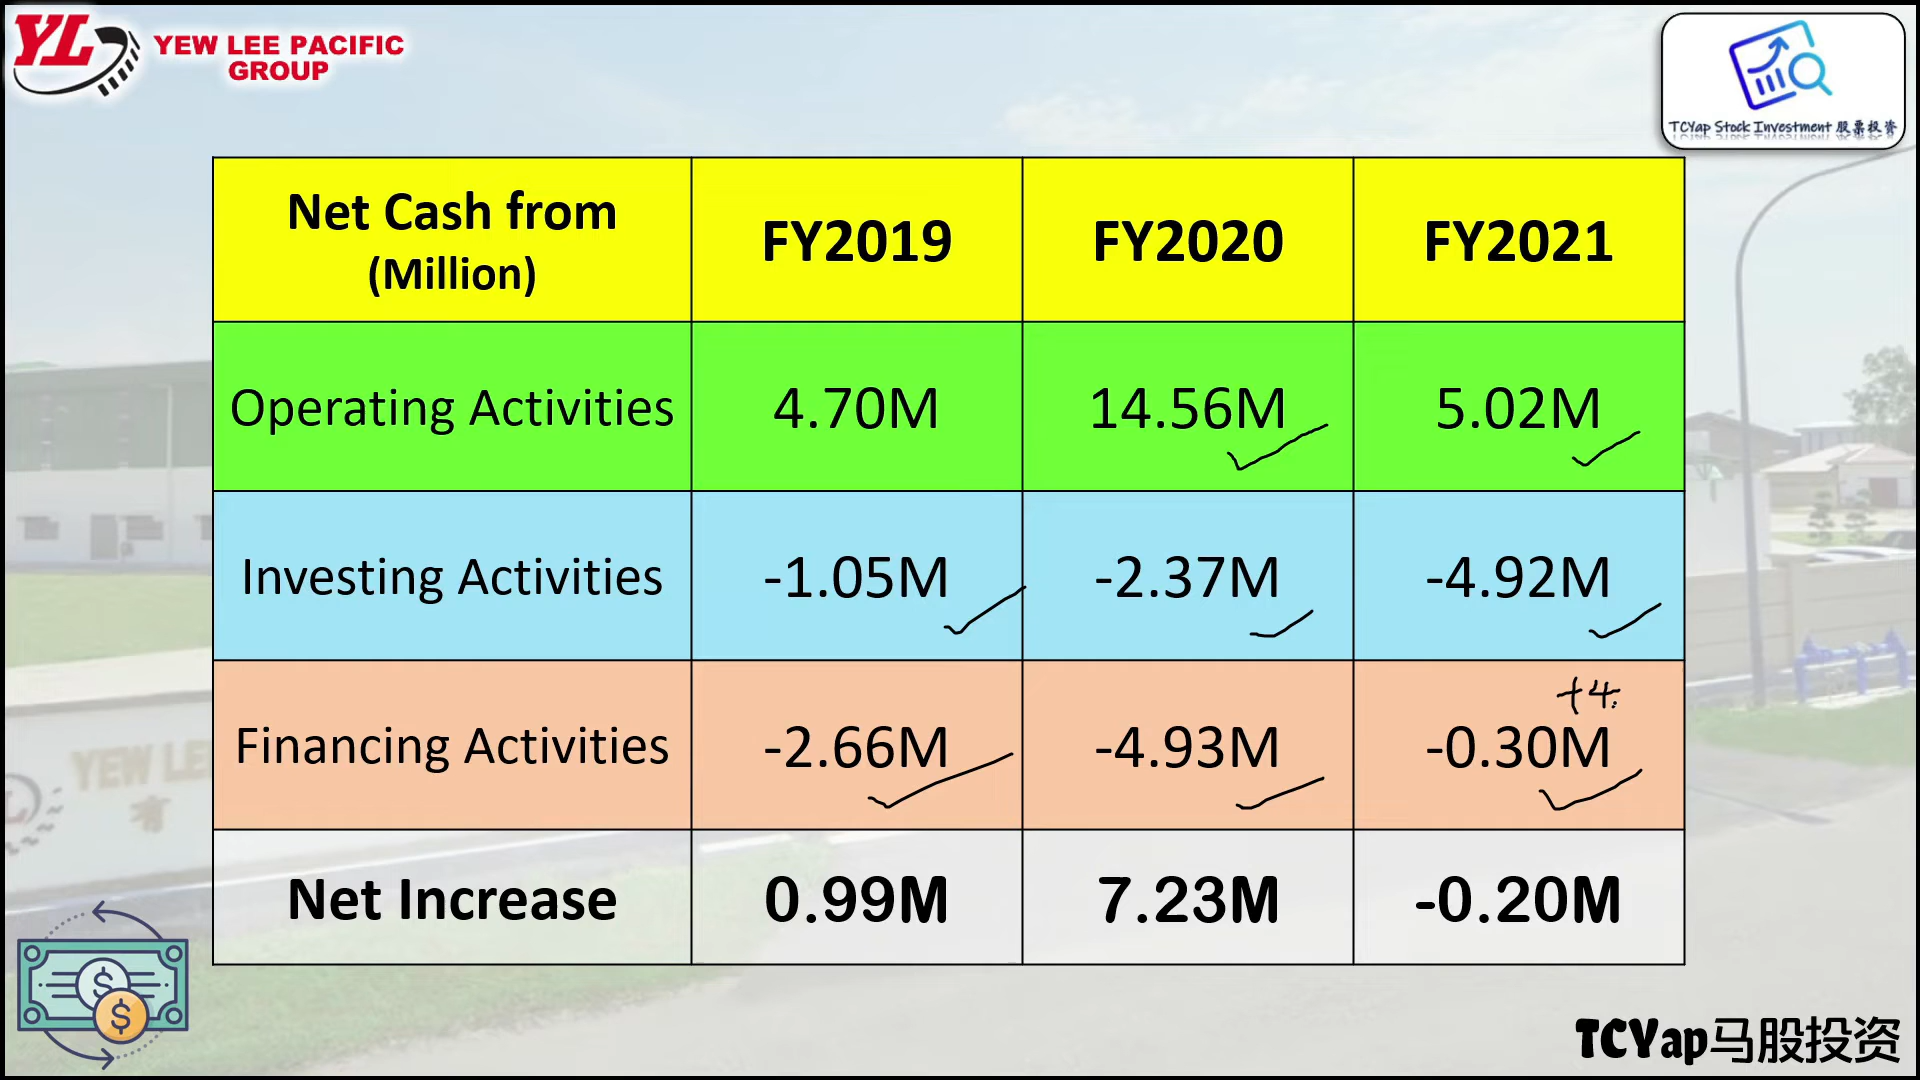 YL YEW LEE PACIFIC
GROUP
TCYap Stock Investment 股票投资
Net Cash from
(Million)
FY2019
FY2020
FY2021
Operating Activities
4.70M
14.56M
5.02M
Investing Activities
-1.05M
-2.37M
-4.92M
+4.
Financing Activities
-2.66M
-4.93M
-0.30M
Net Increase
0.99M
7.23M
-0.20M
YEW LEE
有
TCYap马股投资